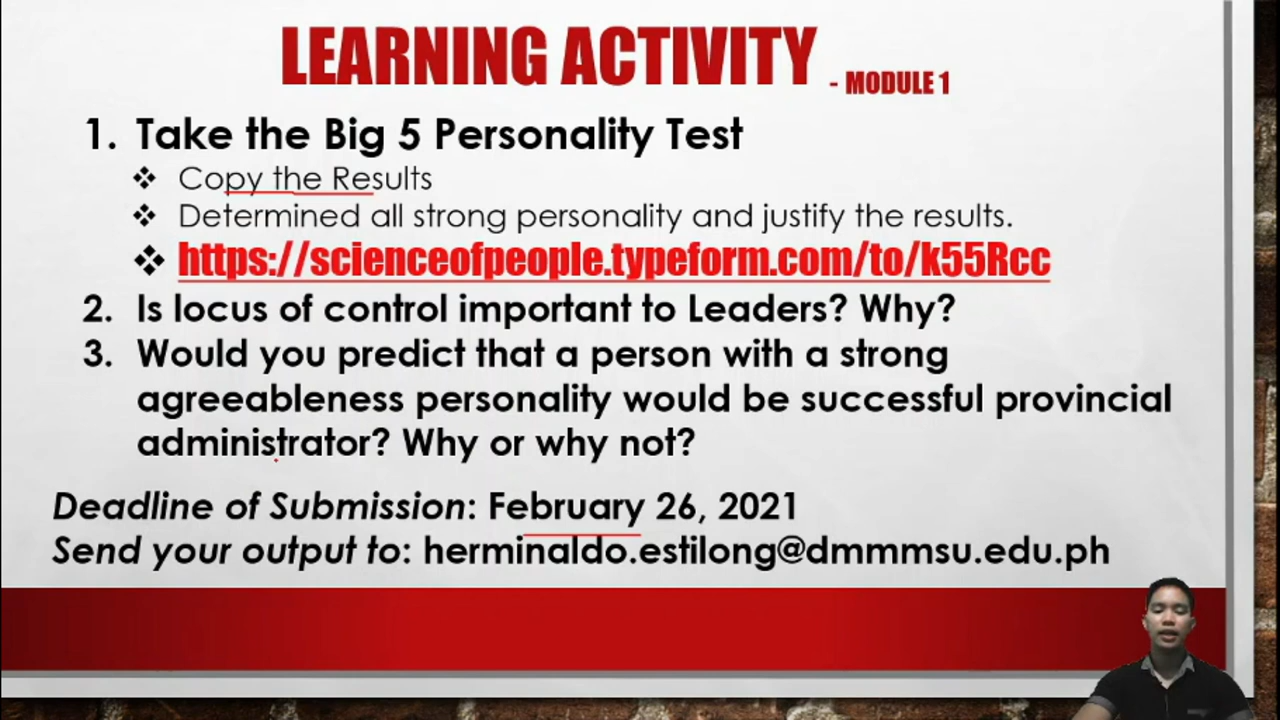 LEARNING ACTIVITY - MODULE 1
1. Take the Big 5 Personality Test
❖ Copy the Results
❖ Determined all strong personality and justify the results.
❖ https://scienceofpeople.typeform.com/to/k55Rcc
2. Is locus of control important to Leaders? Why?
3. Would you predict that a person with a strong
agreeableness personality would be successful provincial
administrator? Why or why not?
Deadline of Submission: February 26, 2021
Send your output to: herminaldo.estilong@dmmmsu.edu.ph